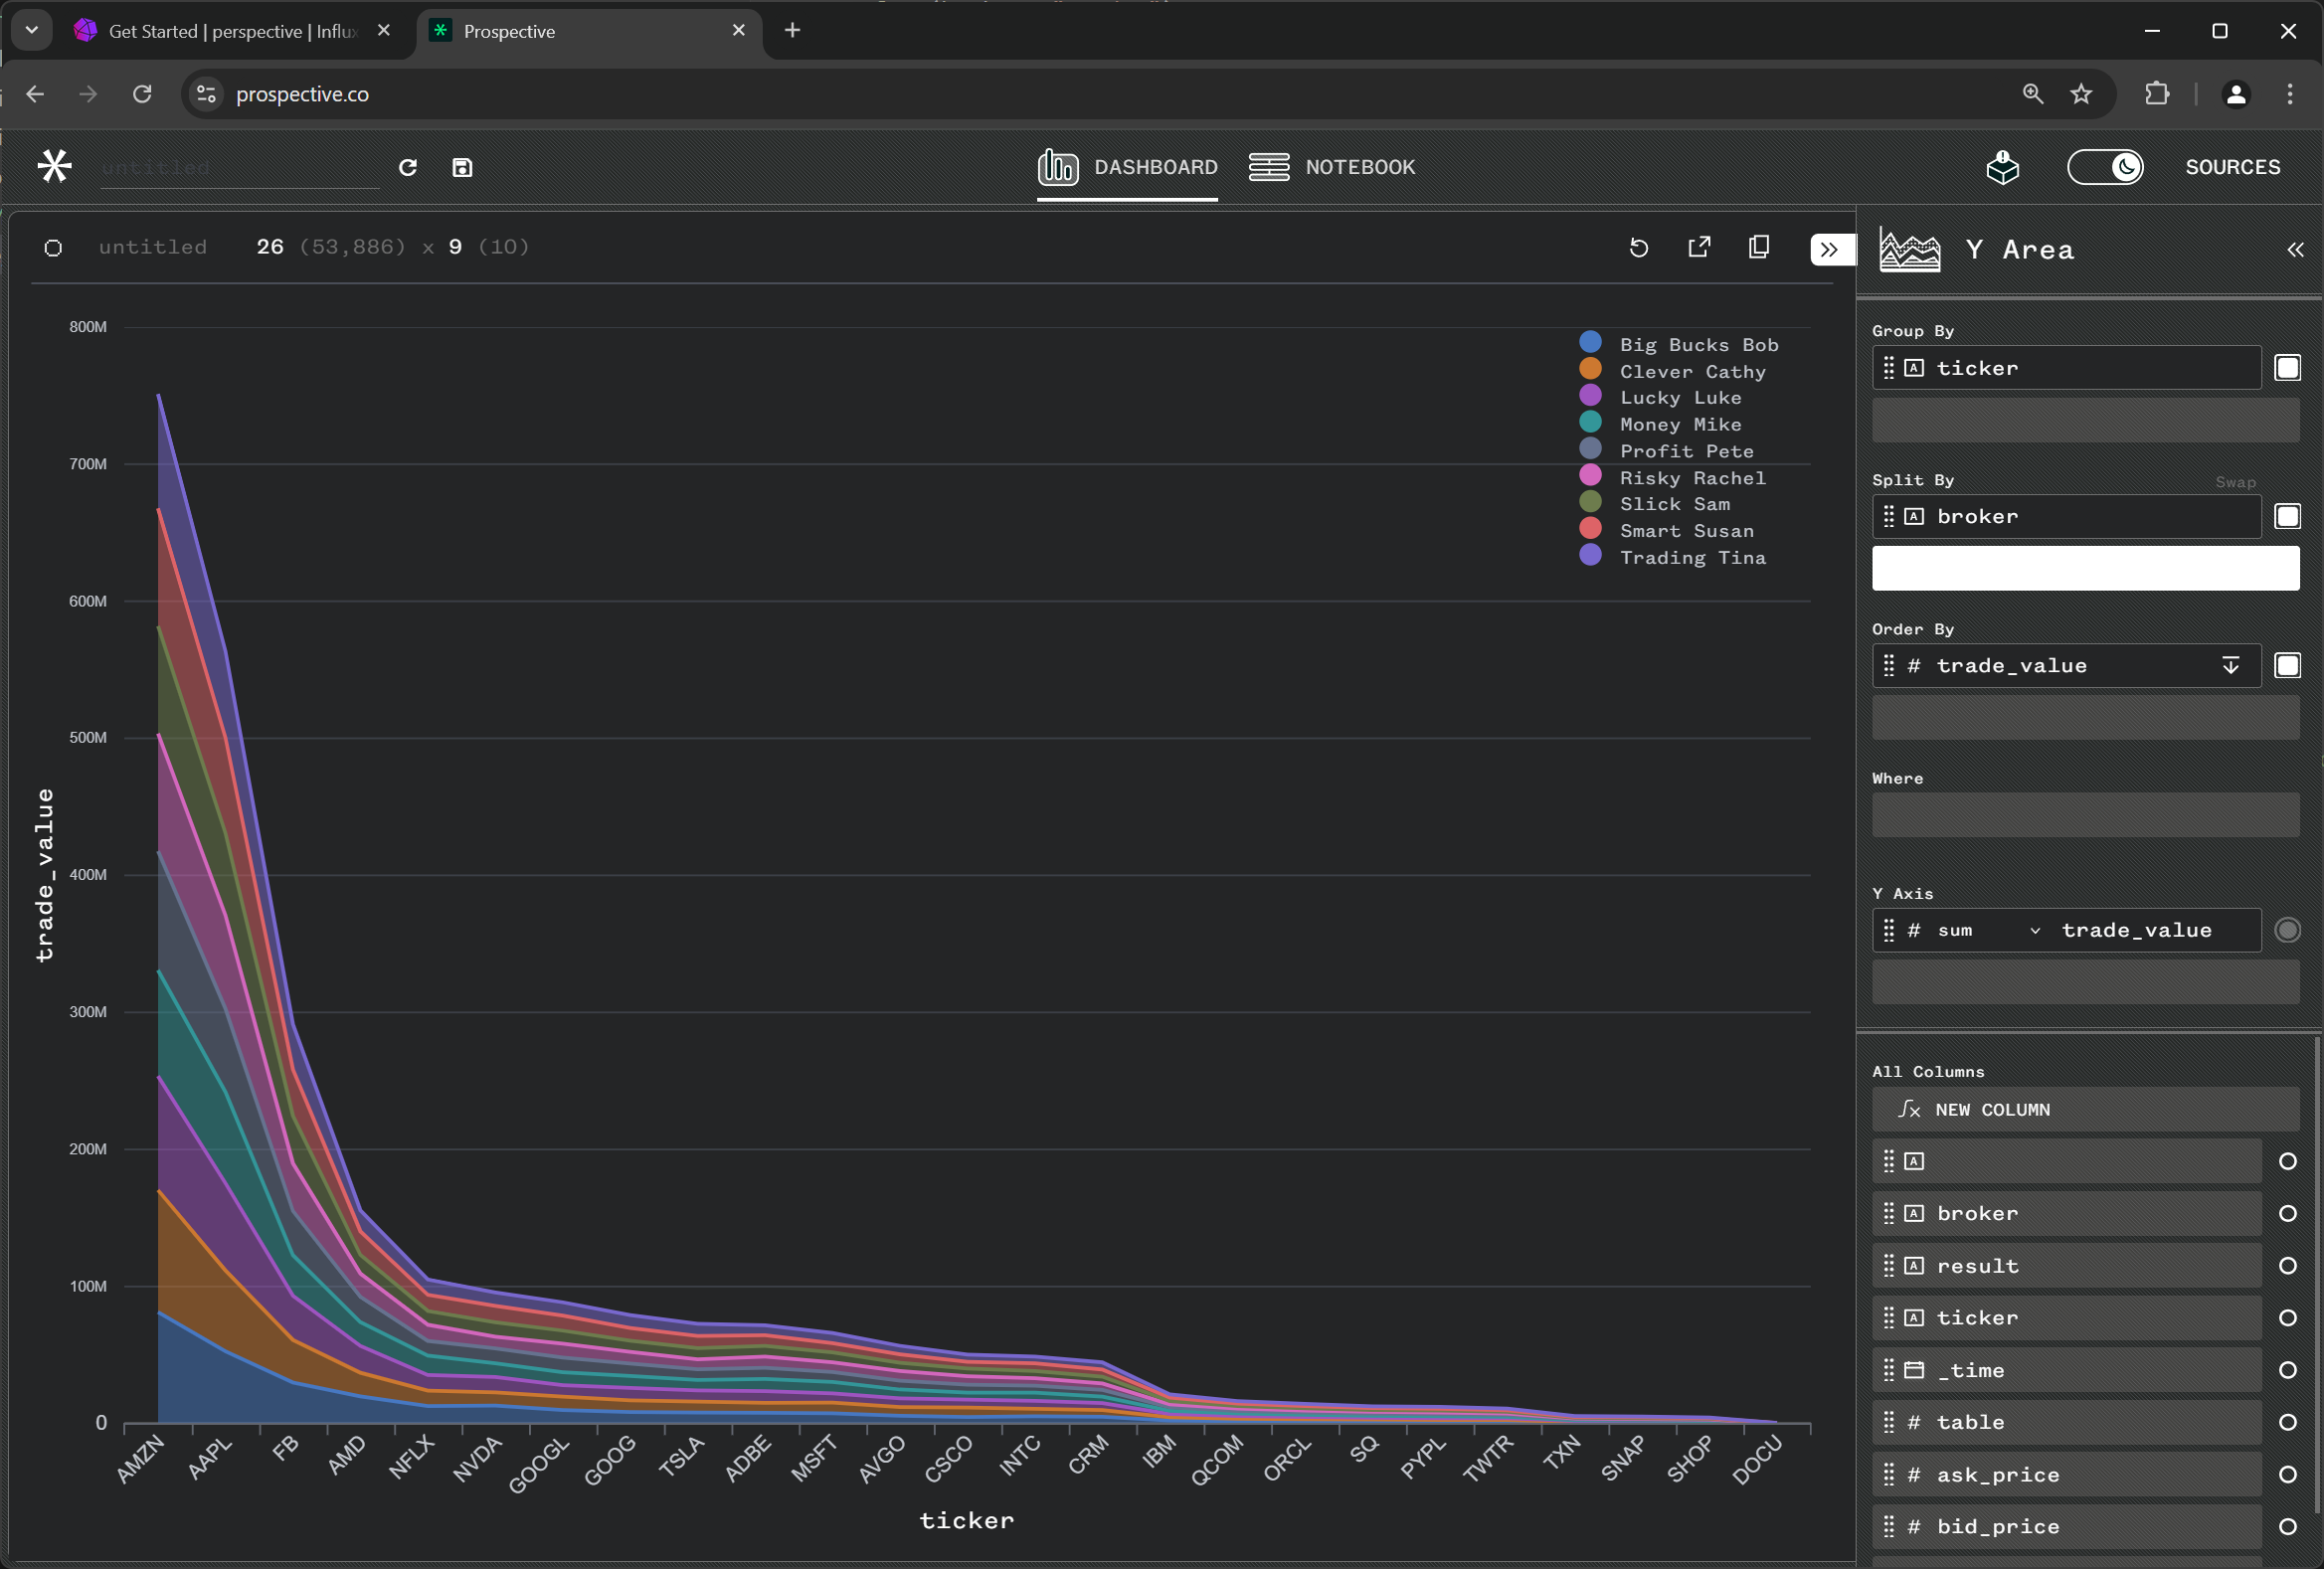 Get Started | perspective | Influx
Prospective
prospective.co
untitled
DASHBOARD
NOTEBOOK
SOURCES
untitled 26 (53,886) x 9 (10)
800M
700M
600M
500M
400M
300M
200M
100M
0
trade_value
Big Bucks Bob
Clever Cathy
Lucky Luke
Money Mike
Profit Pete
Risky Rachel
Slick Sam
Smart Susan
Trading Tina
AMZN
AAPL
FB
AMD
NFLX
NVDA
GOOGL
GOOG
TSLA
ADBE
MSFT
AVGO
CSCO
INTC
CRM
IBM
QCOM
ORCL
SQ
PYPL
TWTR
TXN
SNAP
SHOP
DOCU
ticker
Y Area
Group By
A ticker
Split By Swap
A broker
Order By
# trade_value
Where
Y Axis
# sum trade_value
All Columns
NEW COLUMN
A
A broker
A result
A ticker
_time
# table
# ask_price
# bid_price